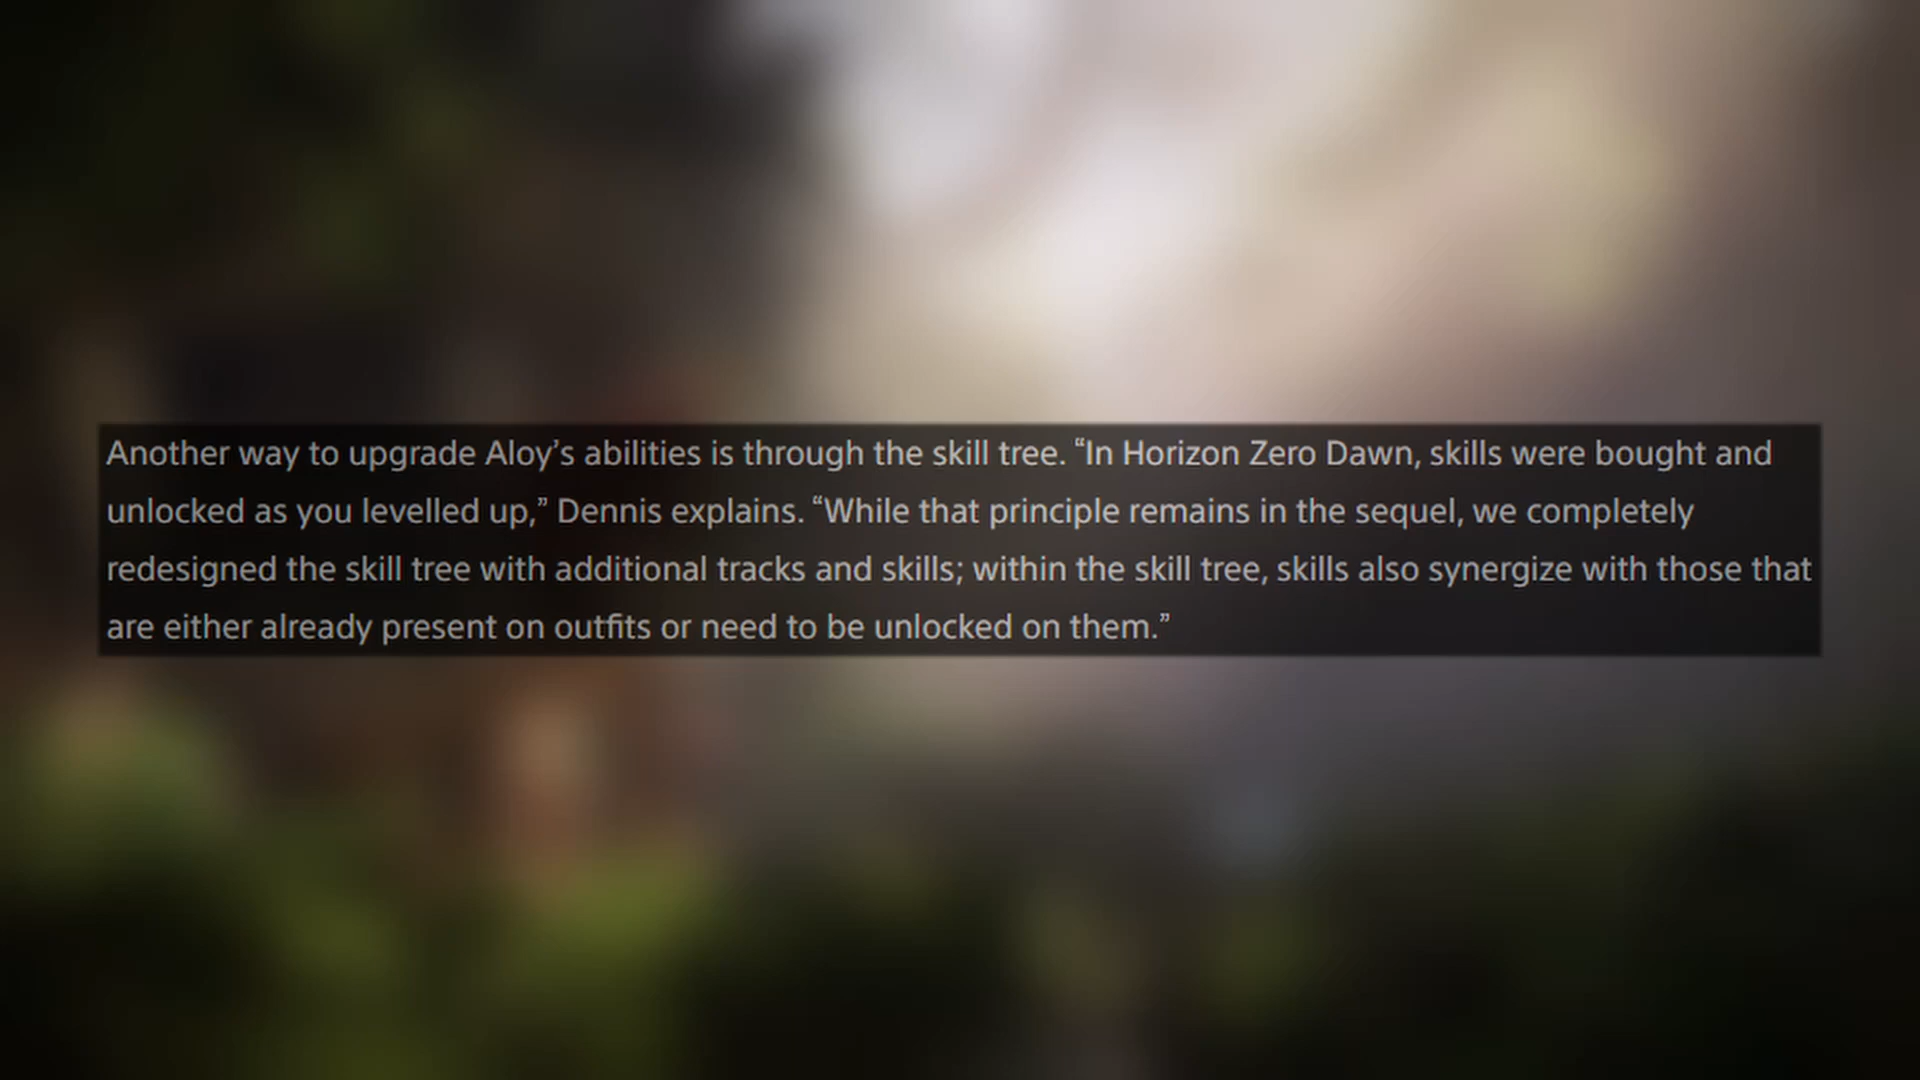 Another way to upgrade Aloy’s abilities is through the skill tree. “In Horizon Zero Dawn, skills were bought and
unlocked as you levelled up,” Dennis explains. “While that principle remains in the sequel, we completely
redesigned the skill tree with additional tracks and skills; within the skill tree, skills also synergize with those that
are either already present on outfits or need to be unlocked on them.”